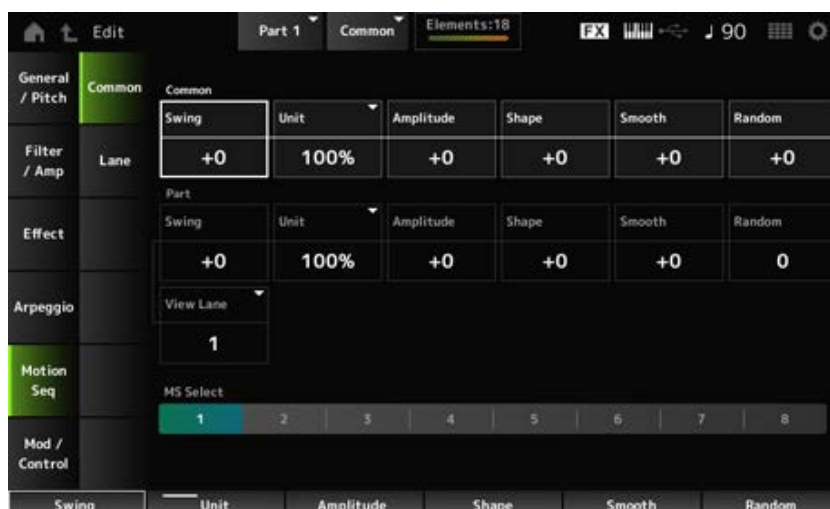 Edit Part 1 Common Elements:18 FX 90
General / Pitch
Common
Filter / Amp
Lane
Effect
Arpeggio
Motion Seq
Mod / Control
Common
Swing Unit Amplitude Shape Smooth Random
+0 100% +0 +0 +0 +0
Part
Swing Unit Amplitude Shape Smooth Random
+0 100% +0 +0 +0 0
View Lane
1
MS Select
1 2 3 4 5 6 7 8
Swing Unit Amplitude Shape Smooth Random